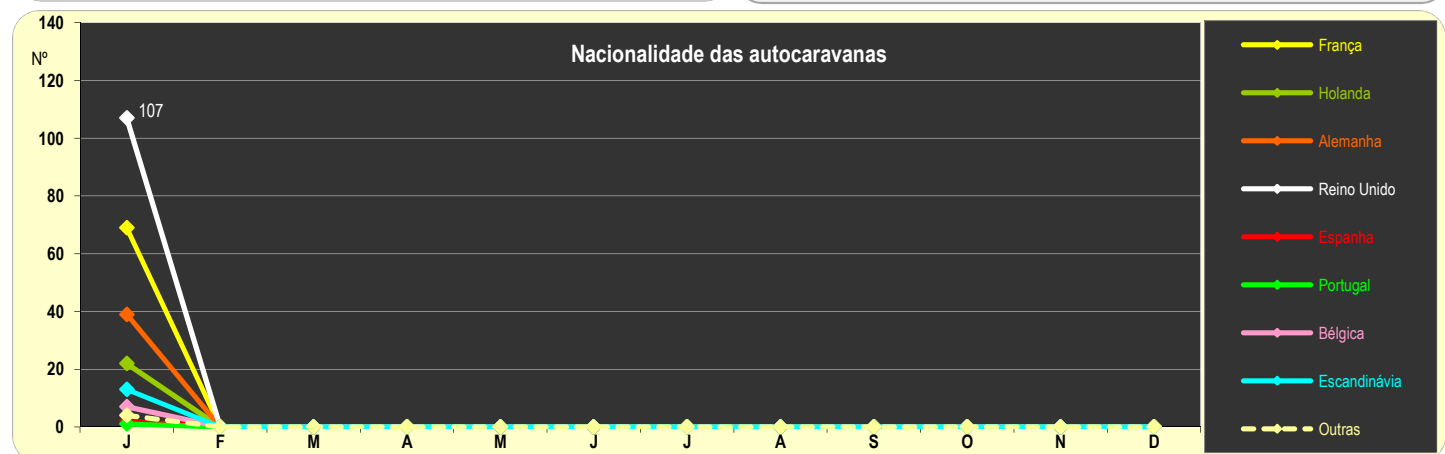 Nacionalidade das autocaravanas
Nº
140
120
100
80
60
40
20
0
107
J F M A M J J A S O N D
França
Holanda
Alemanha
Reino Unido
Espanha
Portugal
Bélgica
Escandinávia
Outras